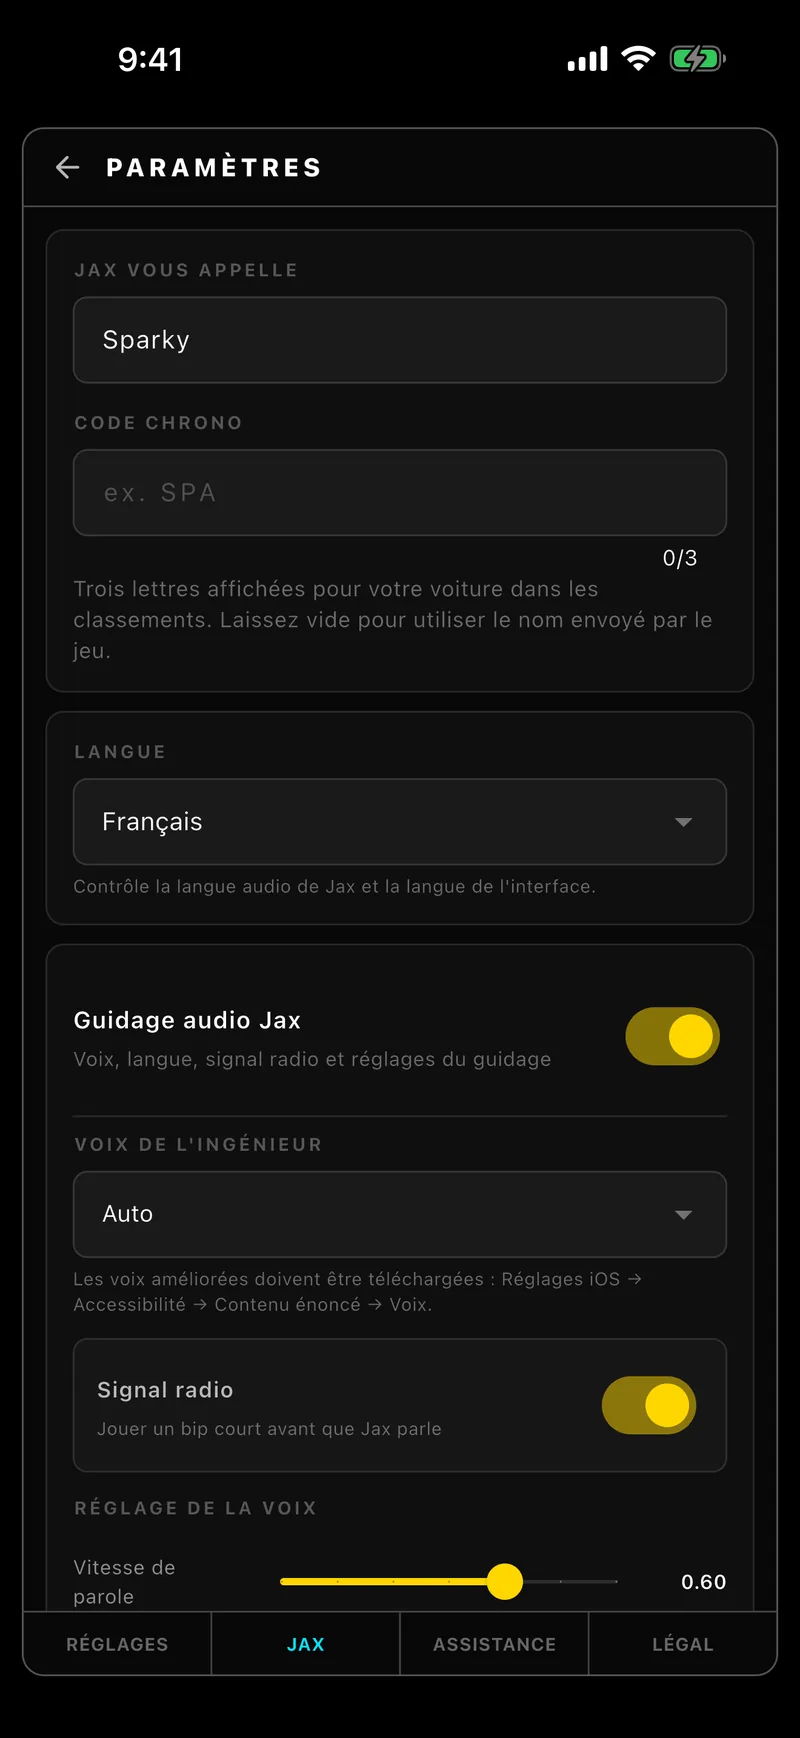 9:41
PARAMÈTRES
JAX VOUS APPELLE
Sparky
CODE CHRONO
ex. SPA
0/3
Trois lettres affichées pour votre voiture dans les
classements. Laissez vide pour utiliser le nom envoyé par le
jeu.
LANGUE
Français
Contrôle la langue audio de Jax et la langue de l'interface.
Guidage audio Jax
Voix, langue, signal radio et réglages du guidage
VOIX DE L'INGÉNIEUR
Auto
Les voix améliorées doivent être téléchargées : Réglages iOS →
Accessibilité → Contenu énoncé → Voix.
Signal radio
Jouer un bip court avant que Jax parle
RÉGLAGE DE LA VOIX
Vitesse de
parole
0.60
RÉGLAGES
JAX
ASSISTANCE
LÉGAL